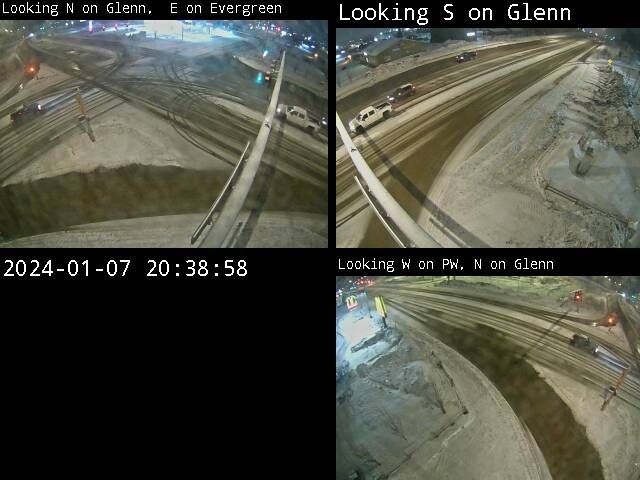 Looking N on Glenn, E on Evergreen
Looking S on Glenn
2024-01-07 20:38:58
Looking W on PW, N on Glenn